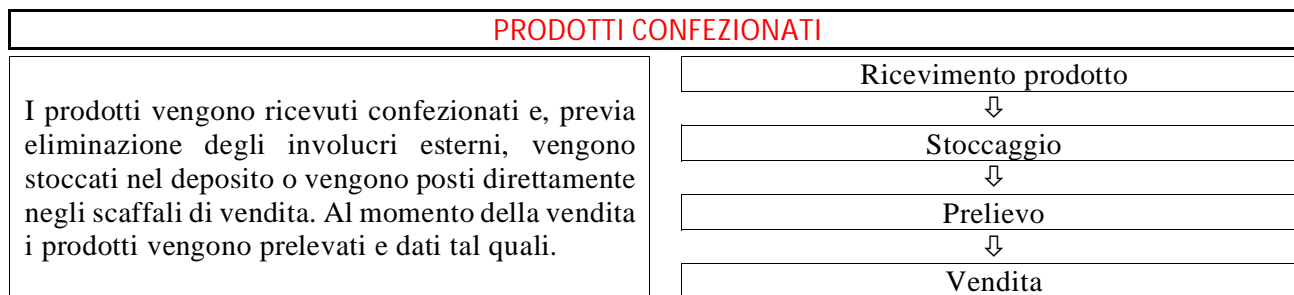 PRODOTTI CONFEZIONATI
I prodotti vengono ricevuti confezionati e, previa
eliminazione degli involucri esterni, vengono
stoccati nel deposito o vengono posti direttamente
negli scaffali di vendita. Al momento della vendita
i prodotti vengono prelevati e dati tal quali.
Ricevimento prodotto
⇩
Stoccaggio
⇩
Prelievo
⇩
Vendita